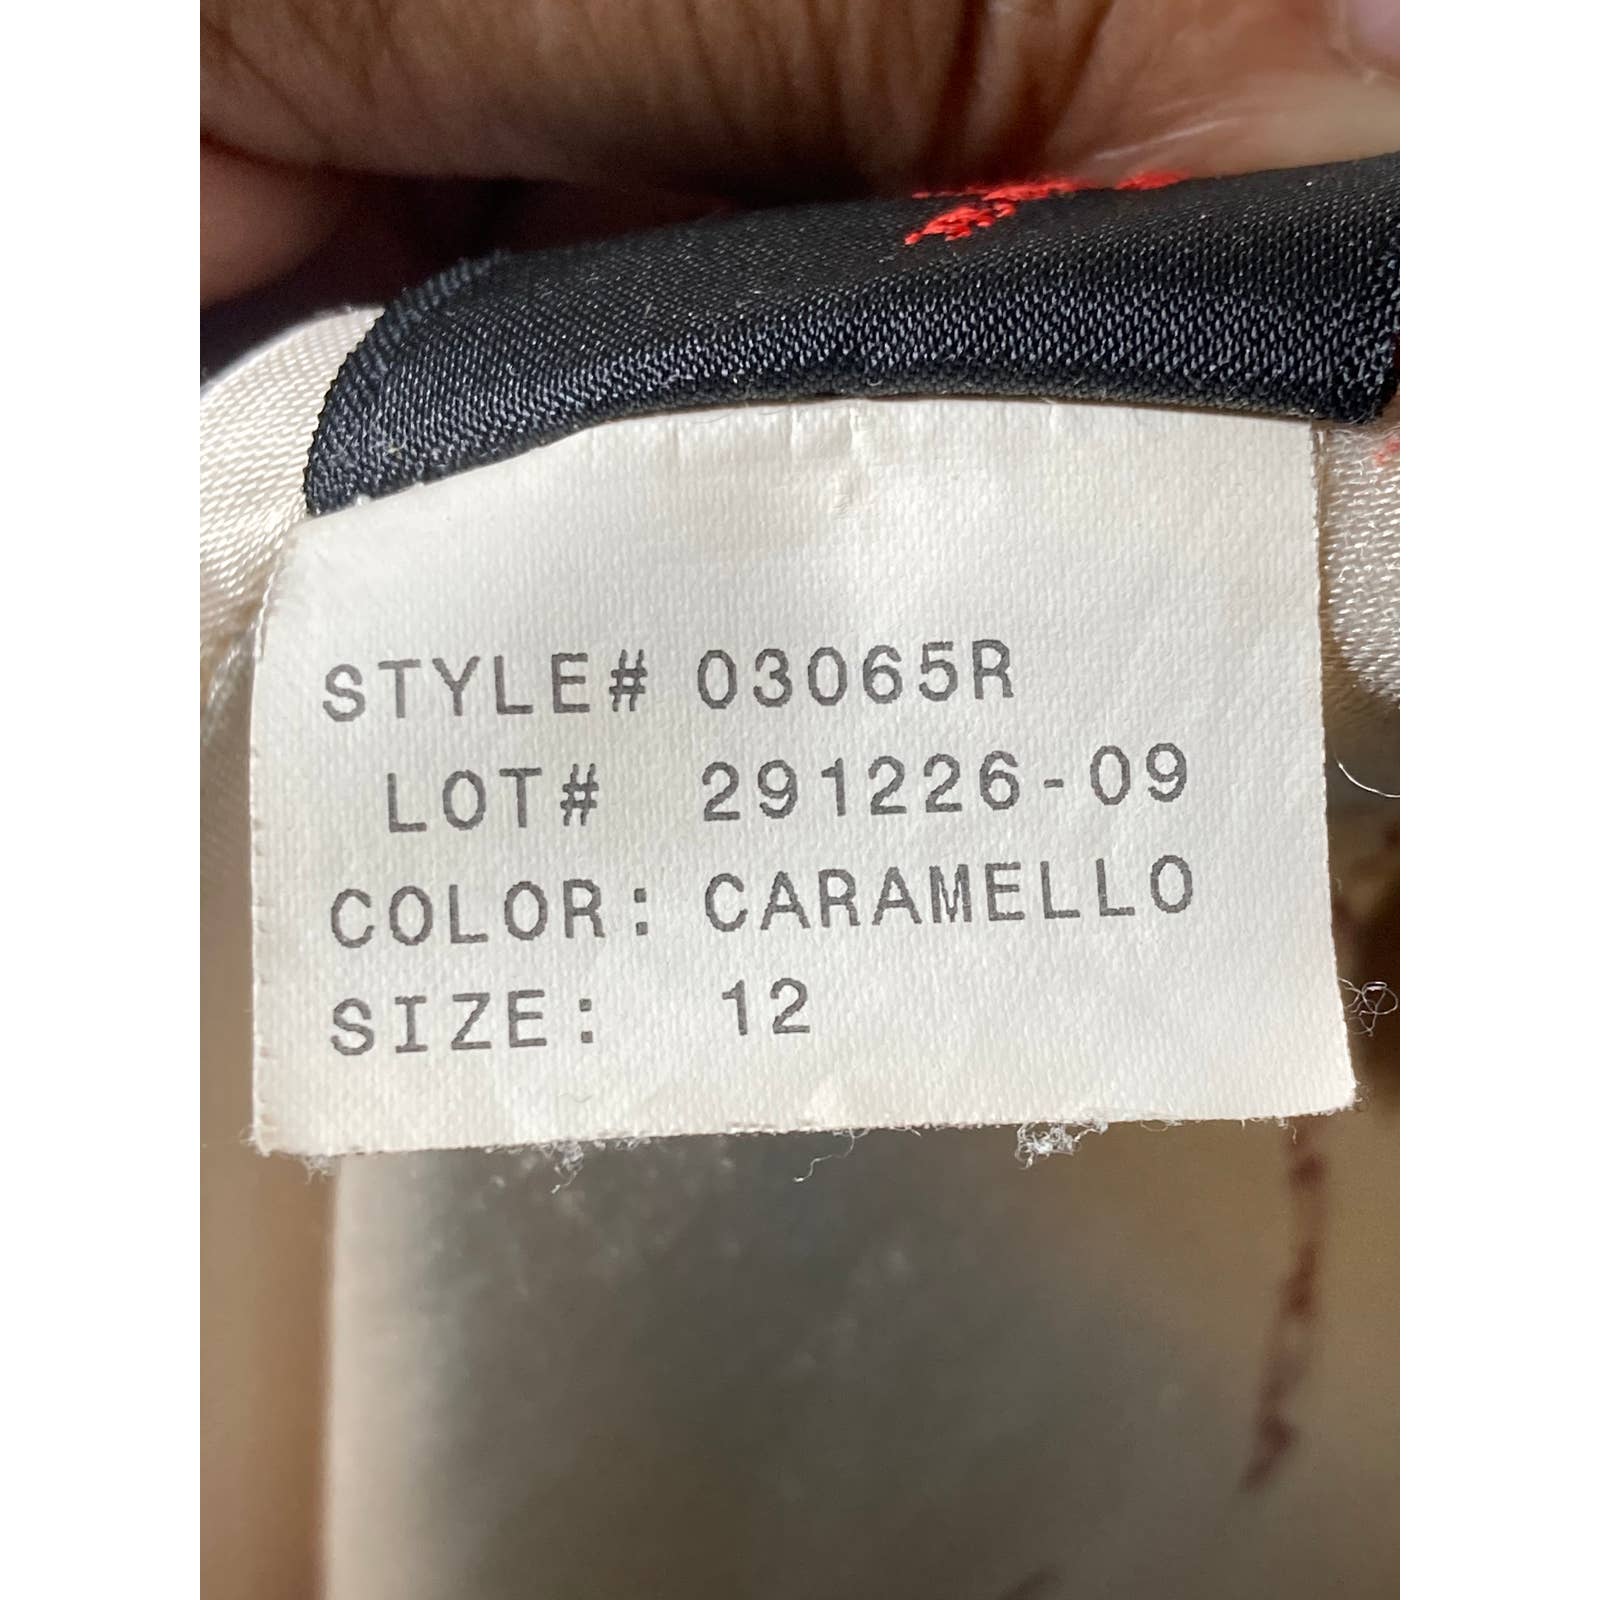 STYLE# 03065R
LOT# 291226-09
COLOR: CARAMELLO
SIZE: 12